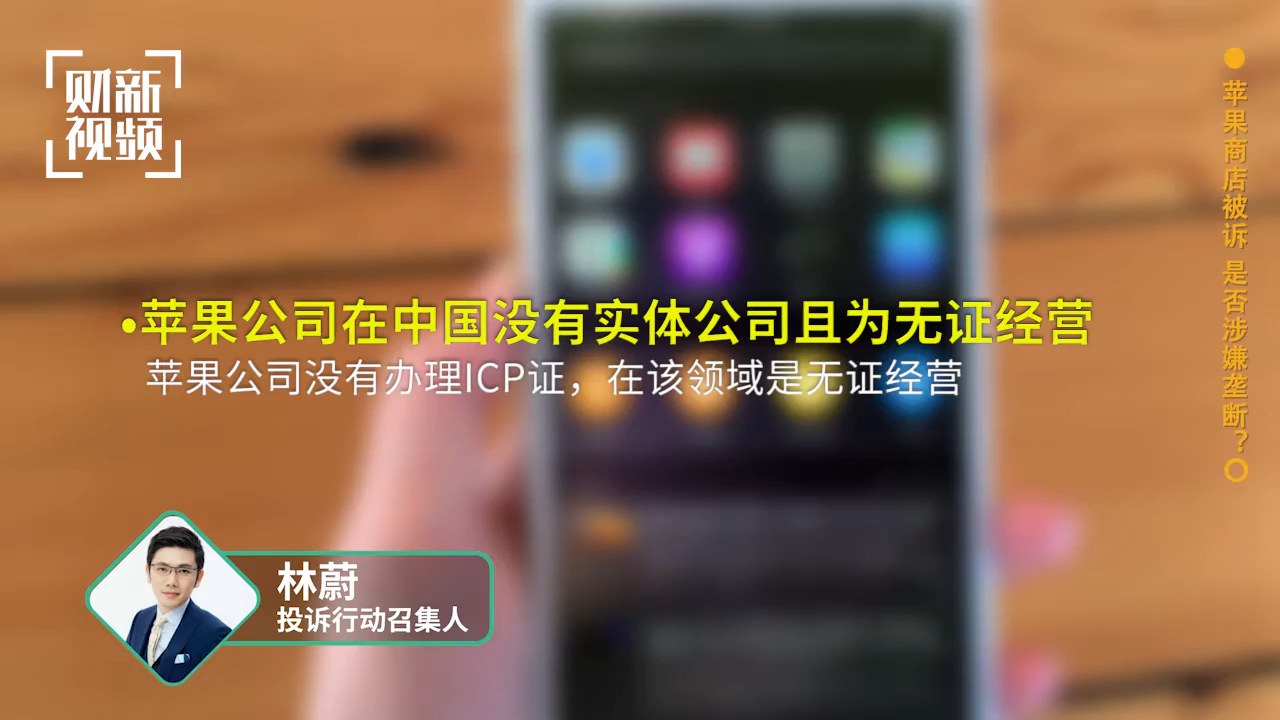 财新
视频
苹果商店被诉 是否涉嫌垄断？
•苹果公司在中国没有实体公司且为无证经营
苹果公司没有办理ICP证，在该领域是无证经营
林蔚
投诉行动召集人